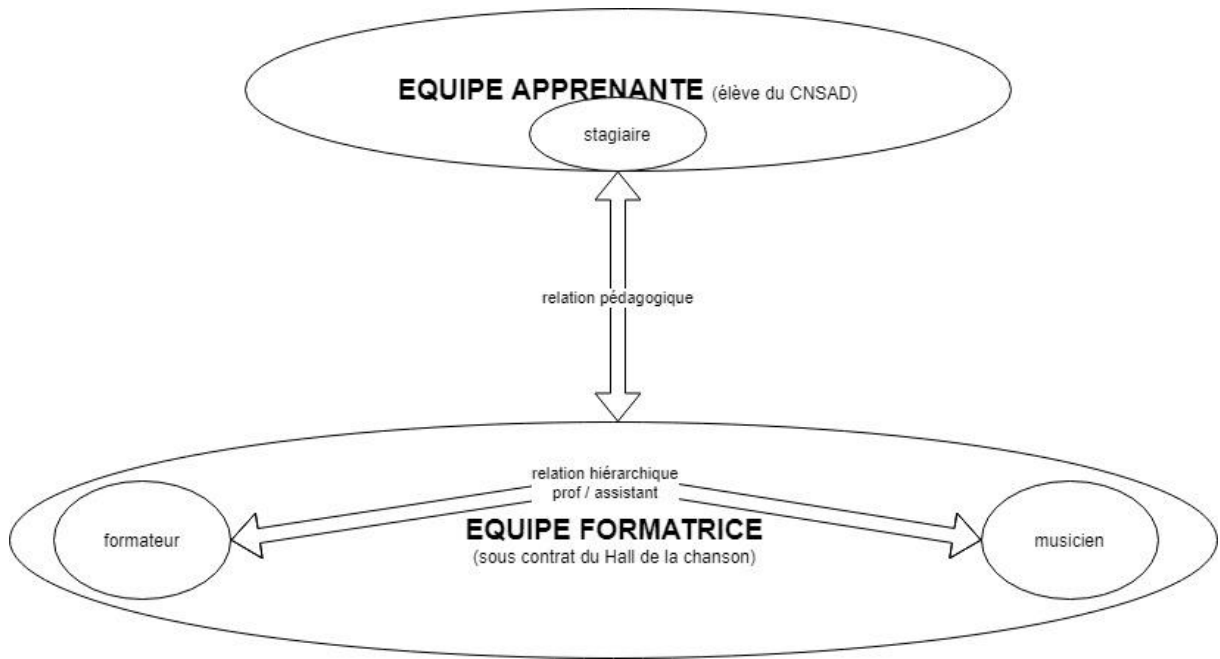 EQUIPE APPRENANTE (élève du CNSAD)
stagiaire
relation pédagogique
relation hiérarchique
prof / assistant
formateur
EQUIPE FORMATRICE
musicien
(sous contrat du Hall de la chanson)